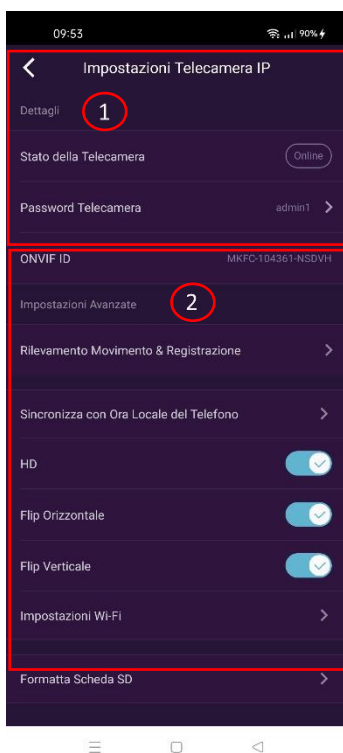 09:53 90%
Impostazioni Telecamera IP
Dettagli 1
Stato della Telecamera Online
Password Telecamera admin1
ONVIF ID MKFC-104361-NSDVH
Impostazioni Avanzate 2
Rilevamento Movimento & Registrazione
Sincronizza con Ora Locale del Telefono
HD
Flip Orizzontale
Flip Verticale
Impostazioni Wi-Fi
Formatta Scheda SD